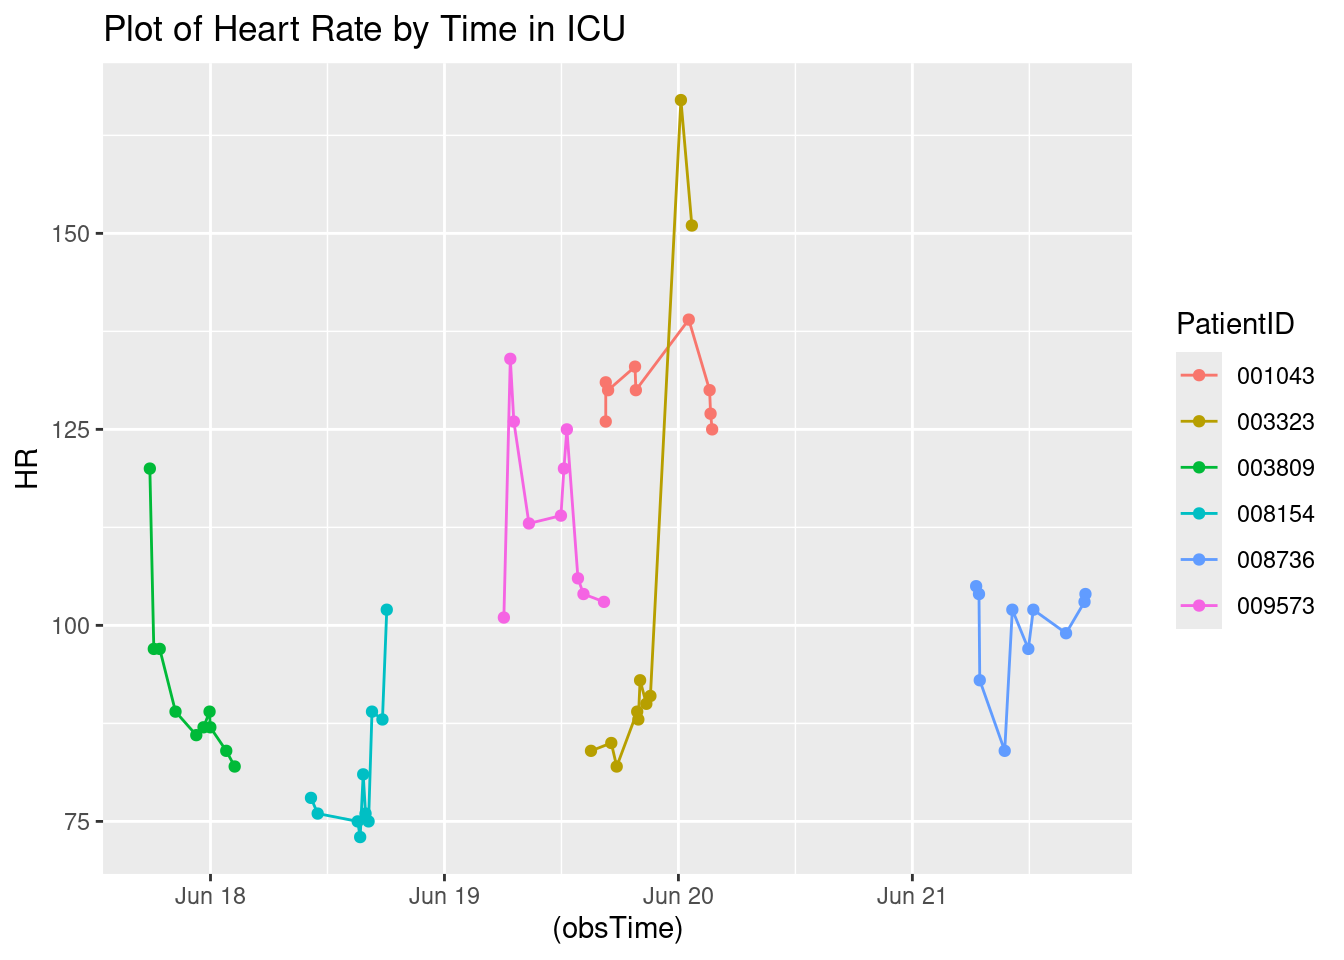 Plot of Heart Rate by Time in ICU
150
125
100
75
HR
Jun 18
Jun 19
Jun 20
Jun 21
(obsTime)
PatientID
001043
003323
003809
008154
008736
009573